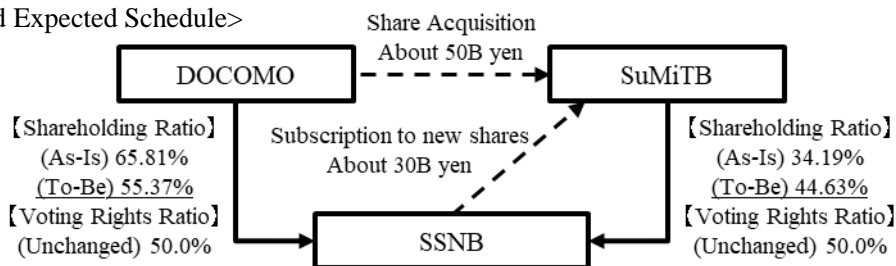 d Expected Schedule>
Share Acquisition
About 50B yen
DOCOMO
SuMiTB
【Shareholding Ratio】
(As-Is) 65.81%
(To-Be) 55.37%
【Voting Rights Ratio】
(Unchanged) 50.0%
Subscription to new shares
About 30B yen
【Shareholding Ratio】
(As-Is) 34.19%
(To-Be) 44.63%
【Voting Rights Ratio】
(Unchanged) 50.0%
SSNB